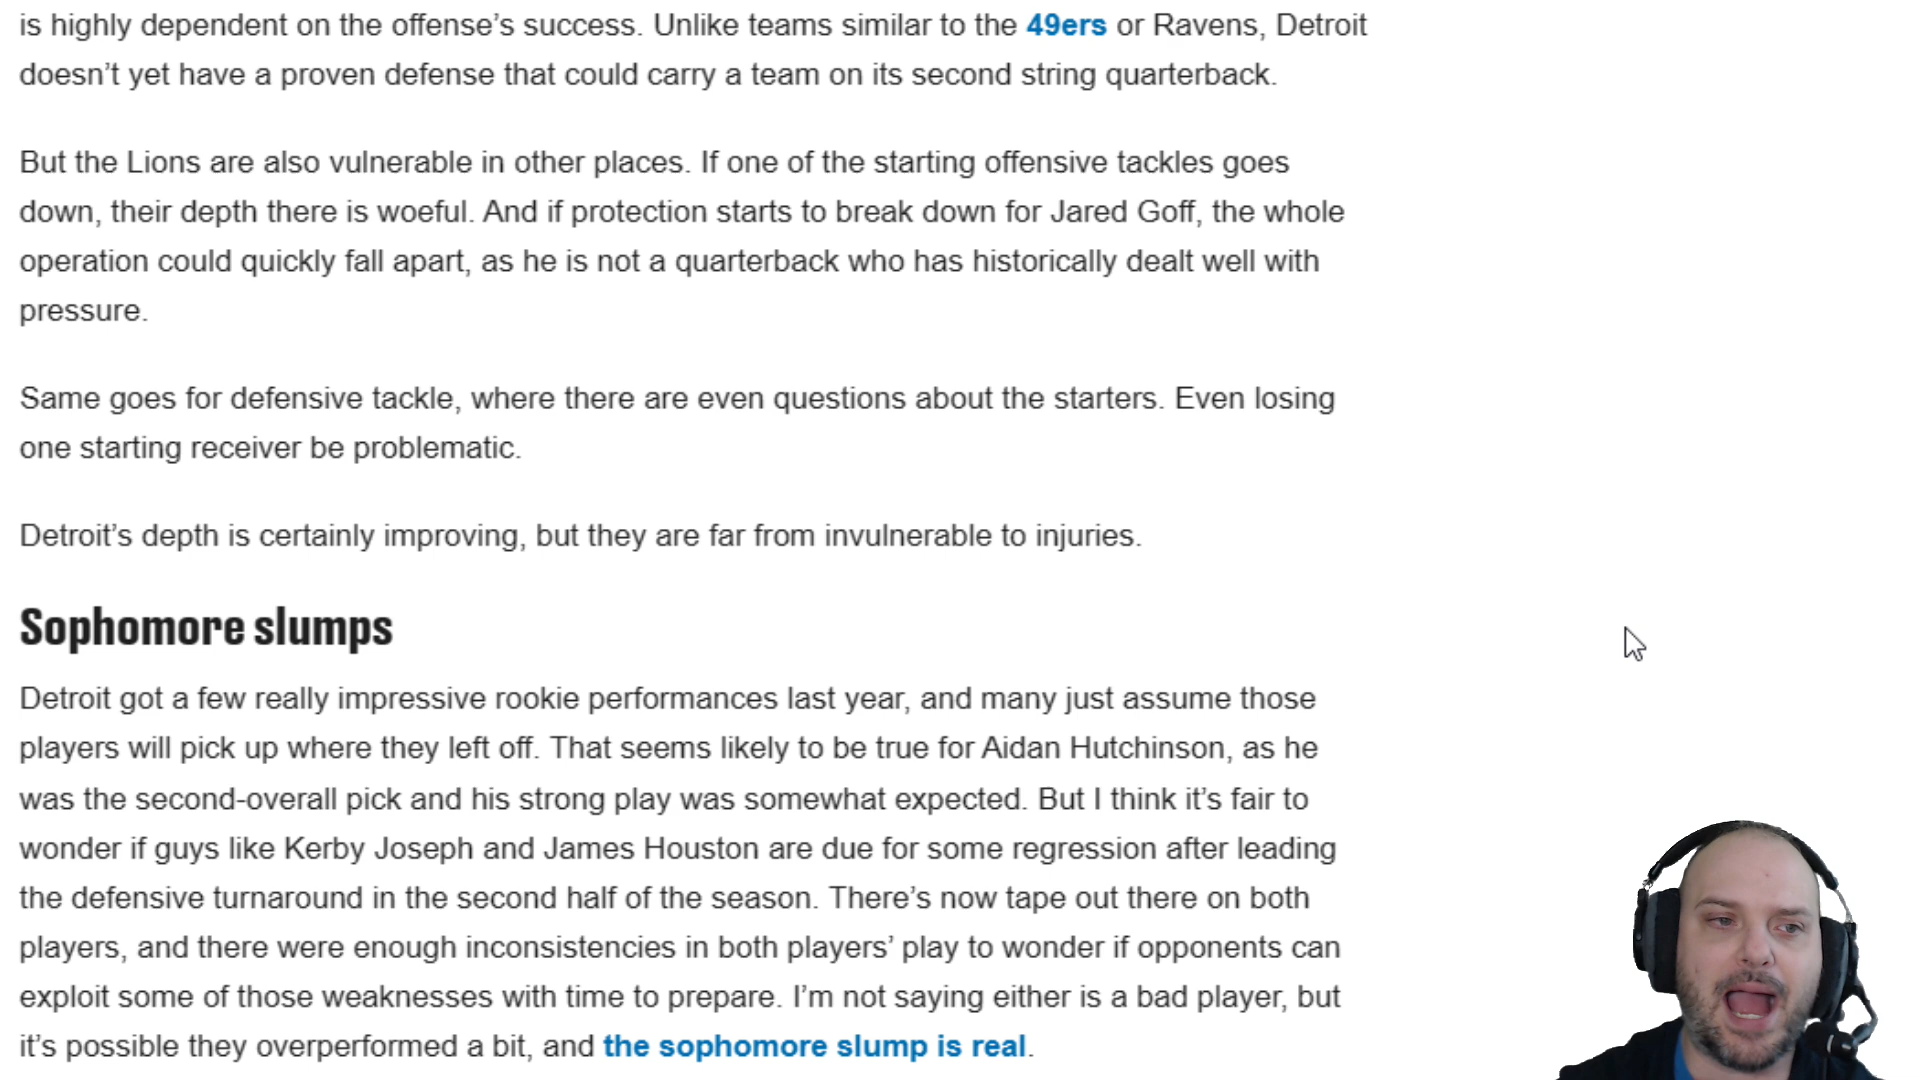 is highly dependent on the offense’s success. Unlike teams similar to the 49ers or Ravens, Detroit
doesn’t yet have a proven defense that could carry a team on its second string quarterback.
But the Lions are also vulnerable in other places. If one of the starting offensive tackles goes
down, their depth there is woeful. And if protection starts to break down for Jared Goff, the whole
operation could quickly fall apart, as he is not a quarterback who has historically dealt well with
pressure.
Same goes for defensive tackle, where there are even questions about the starters. Even losing
one starting receiver be problematic.
Detroit’s depth is certainly improving, but they are far from invulnerable to injuries.
Sophomore slumps
Detroit got a few really impressive rookie performances last year, and many just assume those
players will pick up where they left off. That seems likely to be true for Aidan Hutchinson, as he
was the second-overall pick and his strong play was somewhat expected. But I think it’s fair to
wonder if guys like Kerby Joseph and James Houston are due for some regression after leading
the defensive turnaround in the second half of the season. There’s now tape out there on both
players, and there were enough inconsistencies in both players’ play to wonder if opponents can
exploit some of those weaknesses with time to prepare. I’m not saying either is a bad player, but
it’s possible they overperformed a bit, and the sophomore slump is real.